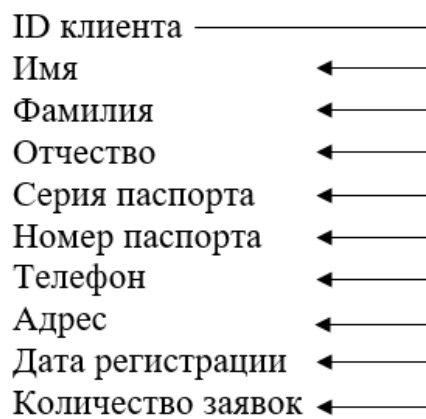 ID клиента
Имя
Фамилия
Отчество
Серия паспорта
Номер паспорта
Телефон
Адрес
Дата регистрации
Количество заявок